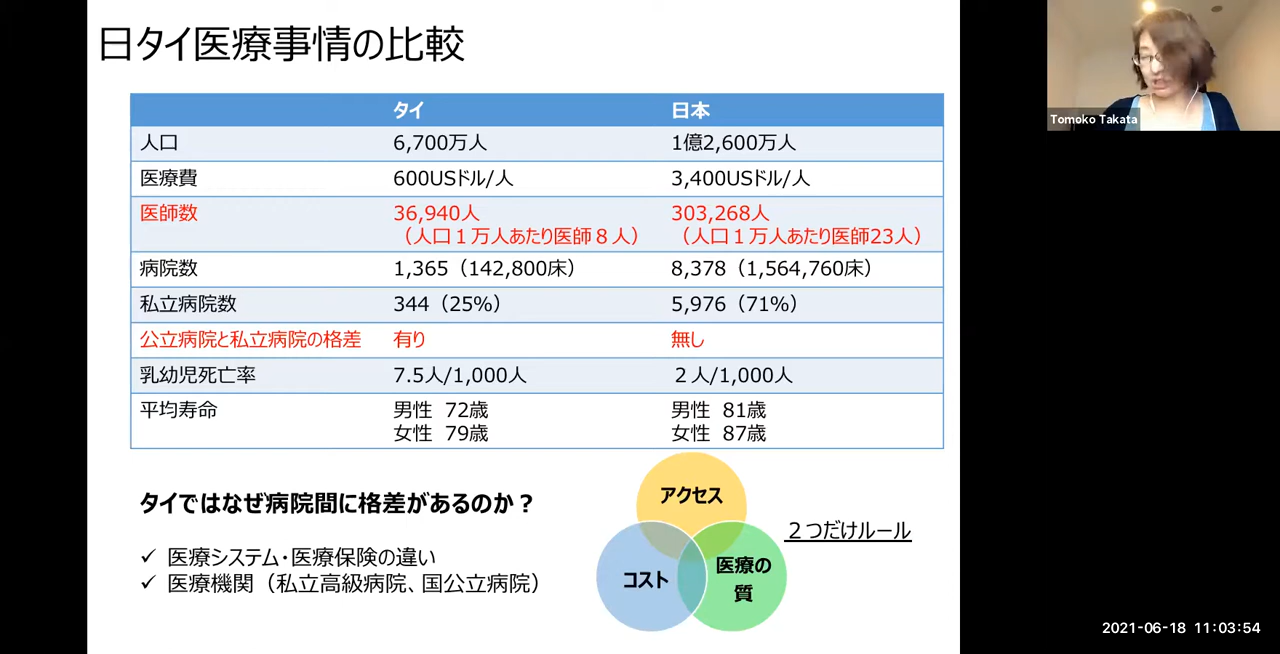 日タイ医療事情の比較
タイ 日本
人口 6,700万人 1億2,600万人
医療費 600USドル/人 3,400USドル/人
医師数 36,940人 303,268人
（人口１万人あたり医師８人） （人口１万人あたり医師23人）
病院数 1,365（142,800床） 8,378（1,564,760床）
私立病院数 344（25%） 5,976（71%）
公立病院と私立病院の格差 有り 無し
乳幼児死亡率 7.5人/1,000人 ２人/1,000人
平均寿命 男性 72歳 男性 81歳
女性 79歳 女性 87歳
タイではなぜ病院間に格差があるのか？
✓ 医療システム・医療保険の違い
✓ 医療機関（私立高級病院、国公立病院）
アクセス
２つだけルール
コスト
医療の
質
Tomoko Takata
2021-06-18 11:03:54